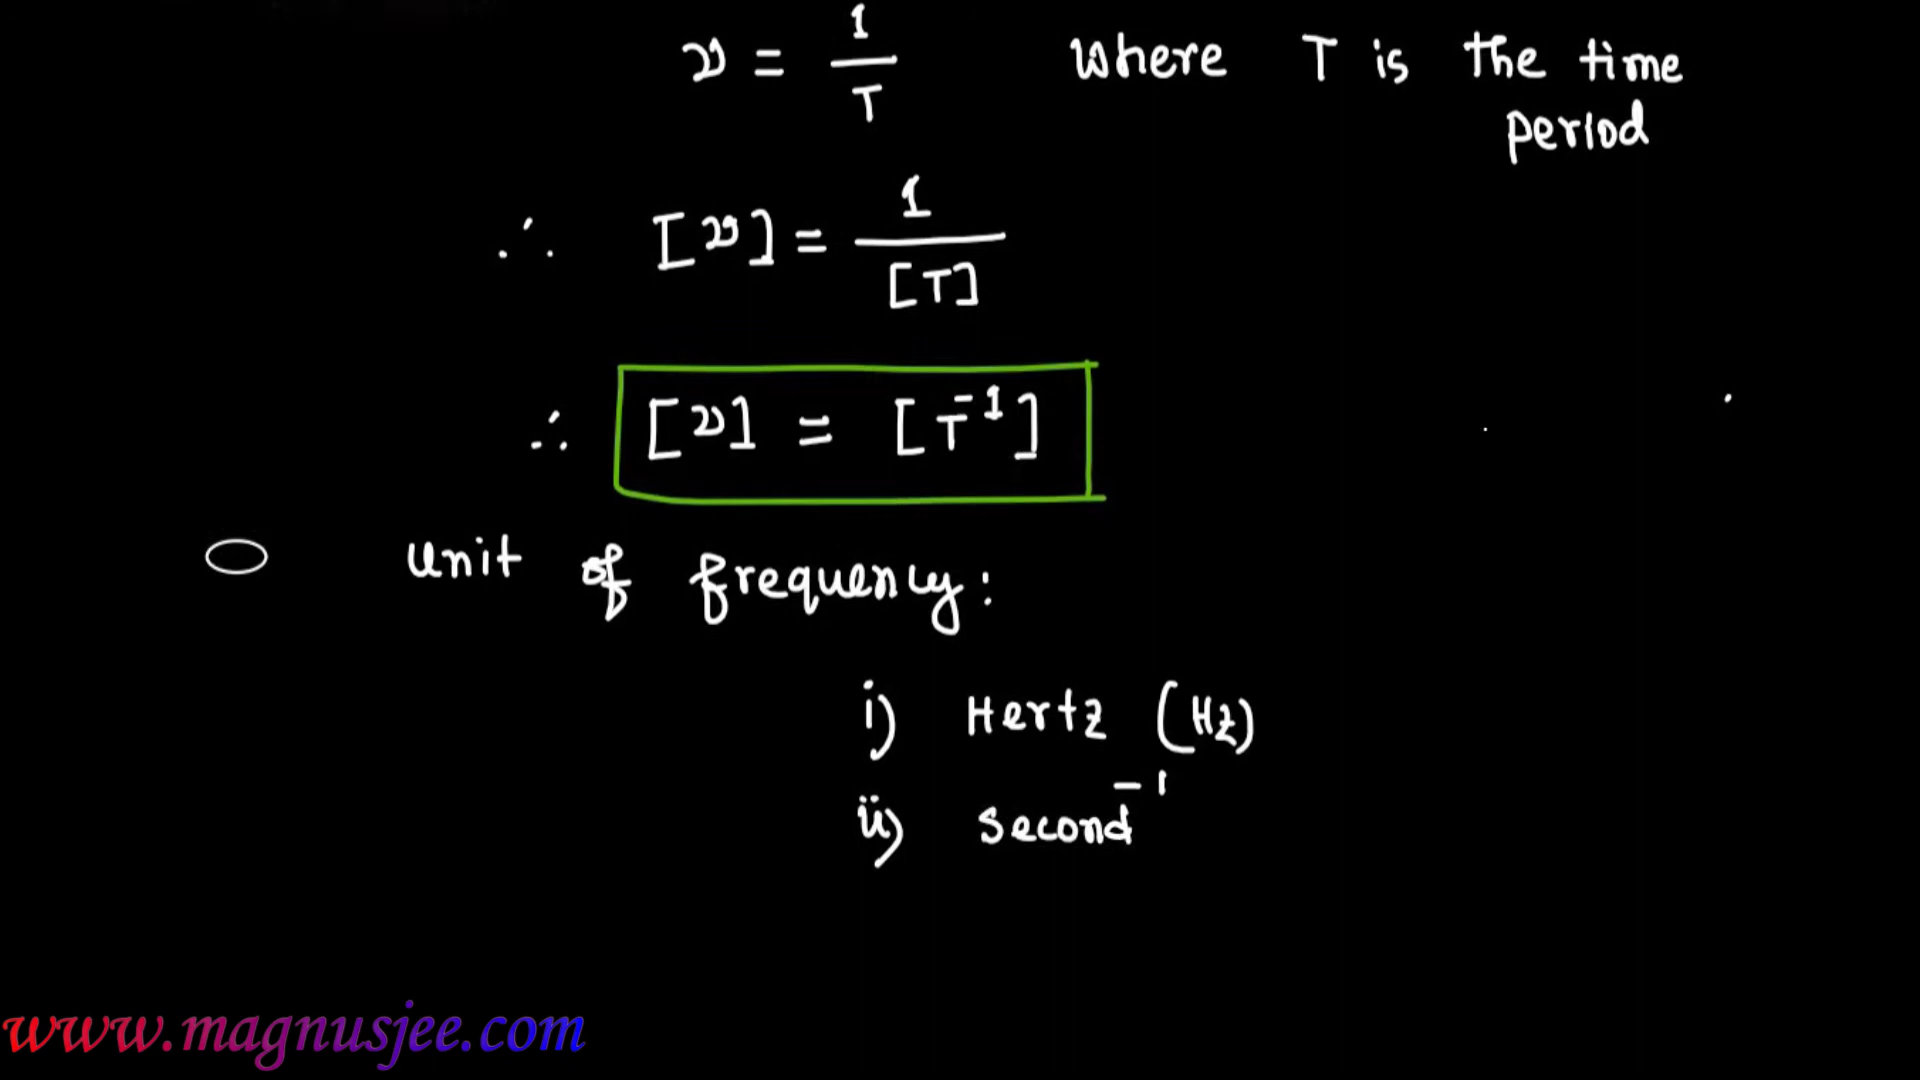 ν = 1/T where T is the time
period
∴ [ν] = 1/[T]
∴ [ν] = [T⁻¹]
unit of frequency:
i) Hertz (Hz)
ii) second⁻¹
www.magnusjee.com